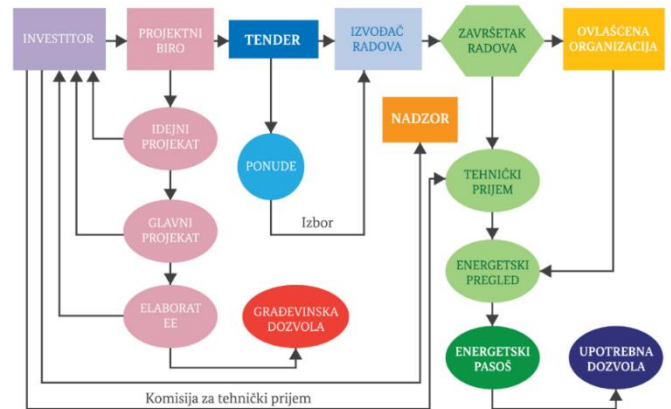 INVESTITOR
PROJEKTNI
BIRO
TENDER
IZVOĐAČ
RADOVA
ZAVRŠETAK
RADOVA
OVLAŠĆENA
ORGANIZACIJA
IDEJNI
PROJEKAT
PONUDE
NADZOR
TEHNIČKI
PRIJEM
GLAVNI
PROJEKAT
Izbor
ENERGETSKI
PREGLED
ELABORAT
EE
GRAĐEVINSKA
DOZVOLA
ENERGETSKI
PASOŠ
UPOTREBNA
DOZVOLA
Komisija za tehnički prijem